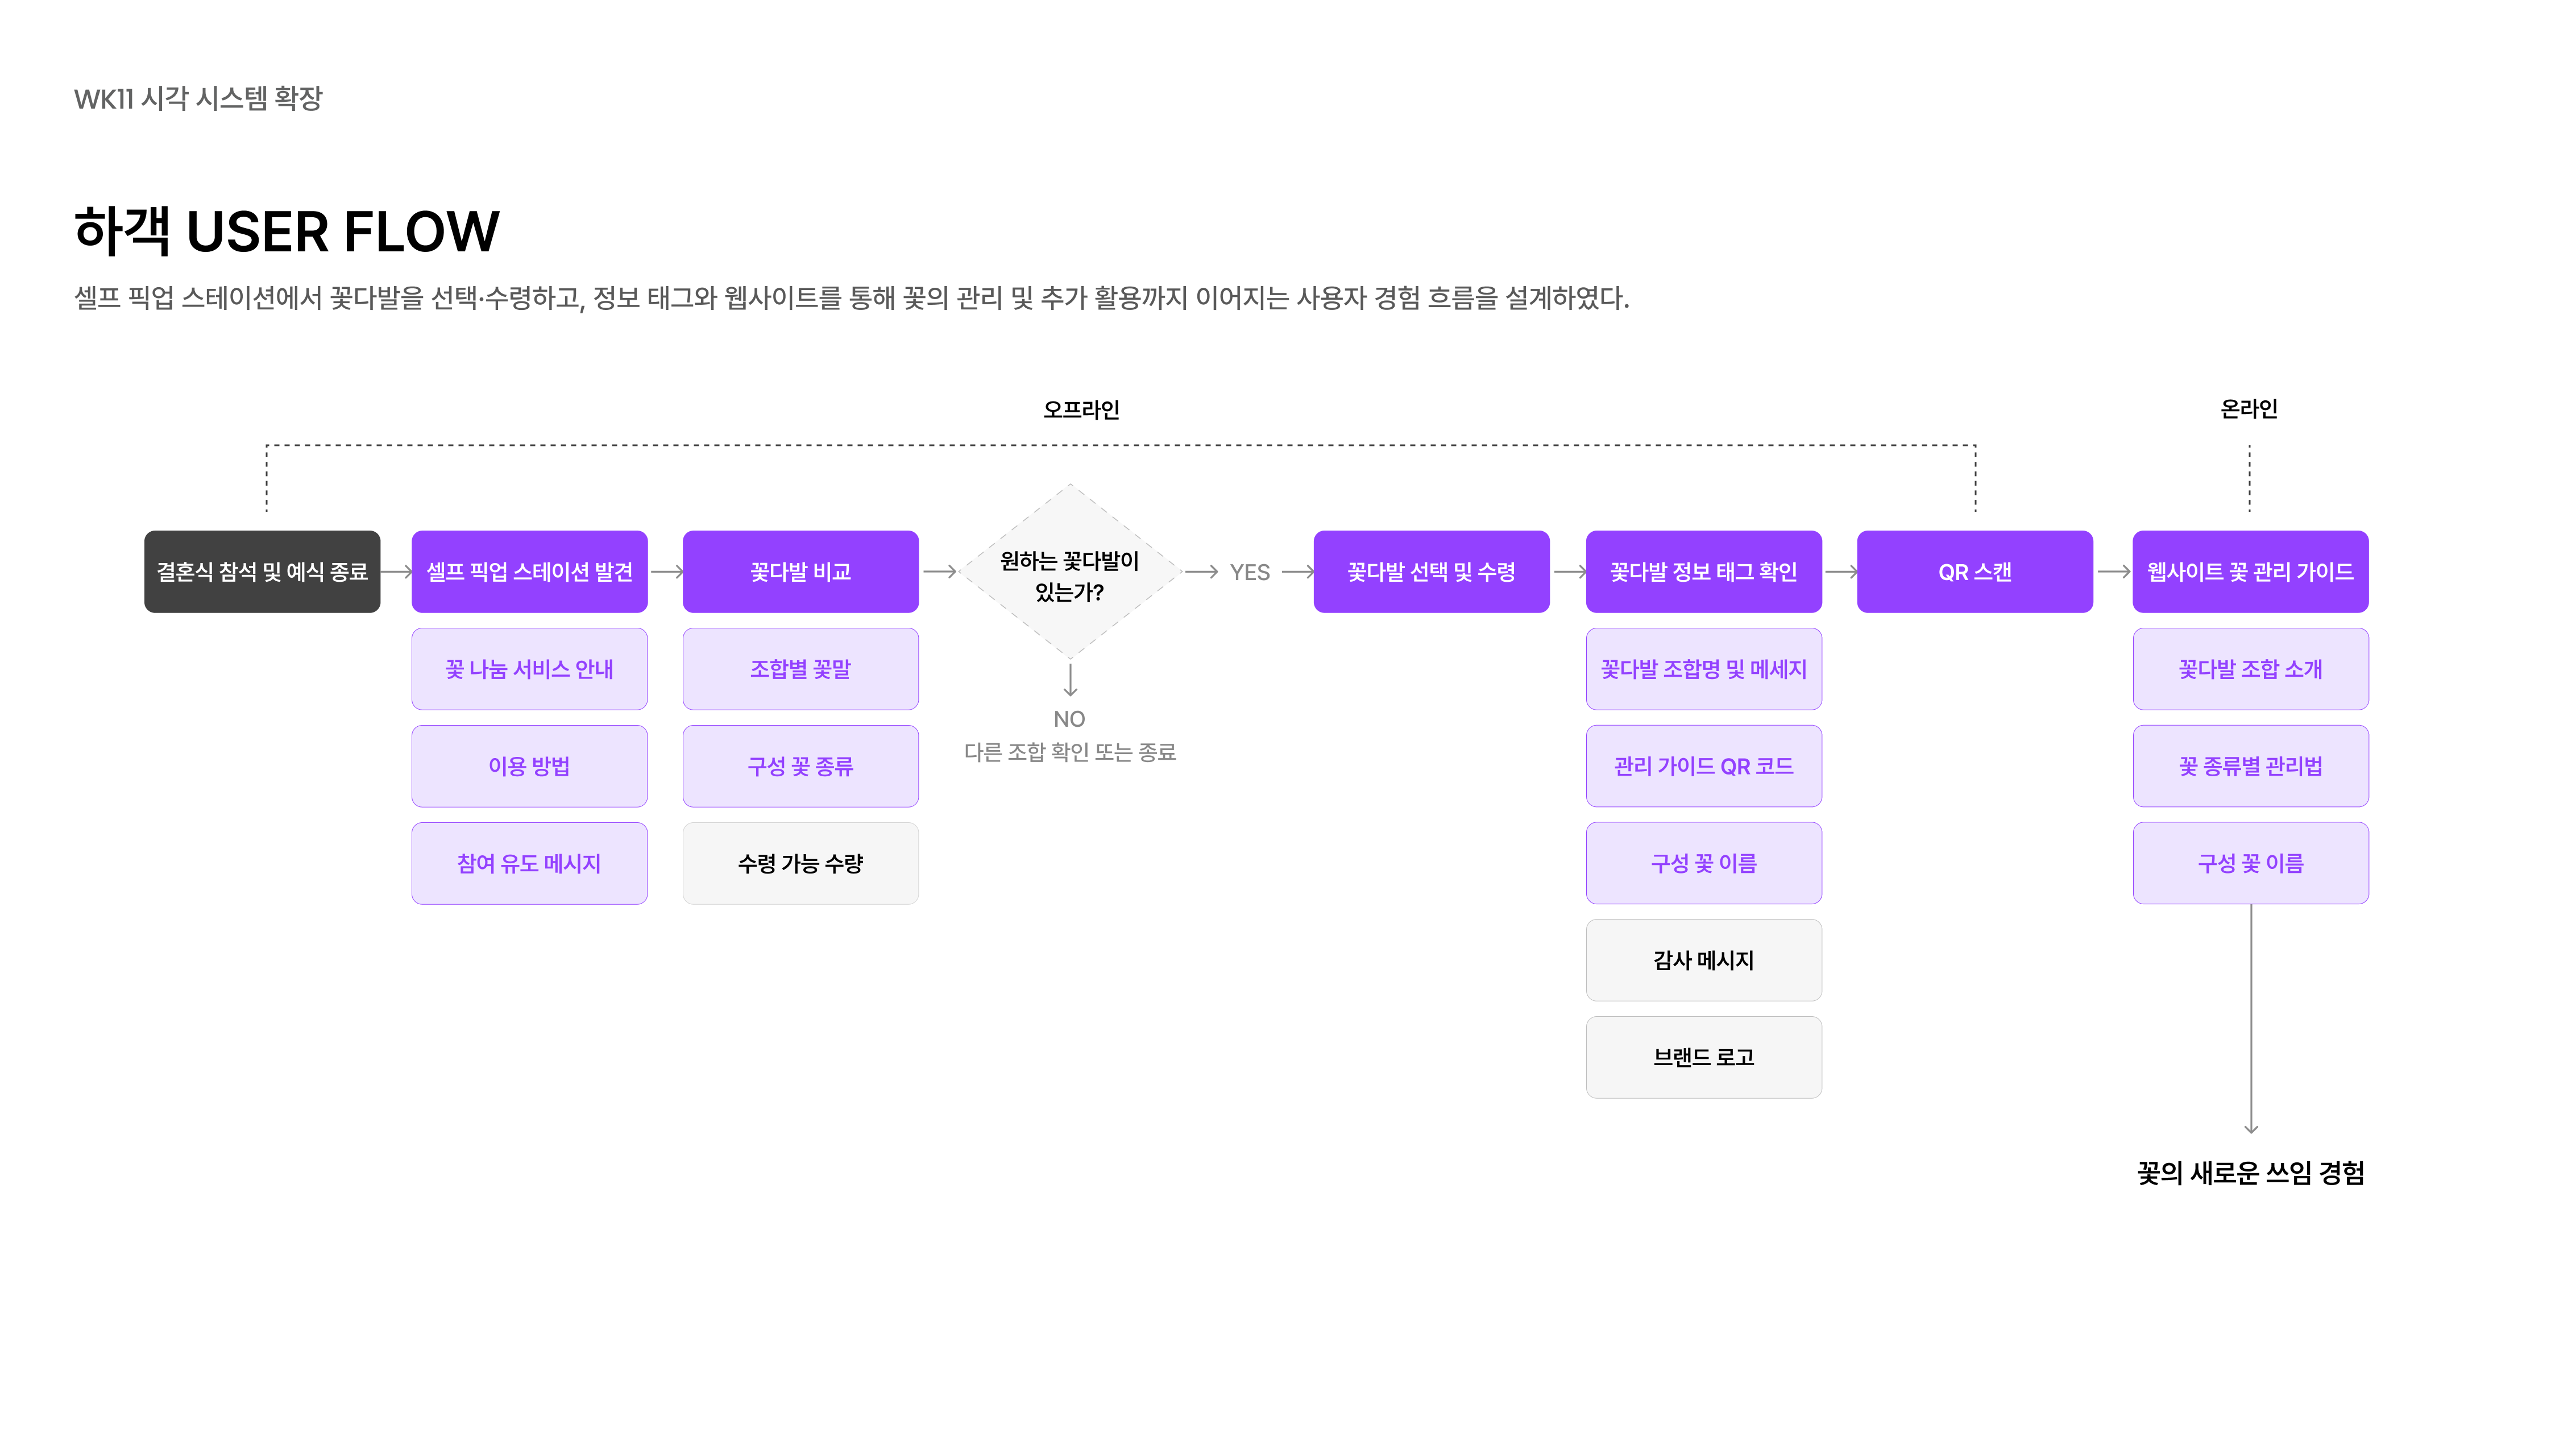 WK11 시각 시스템 확장
하객 USER FLOW
셀프 픽업 스테이션에서 꽃다발을 선택·수령하고, 정보 태그와 웹사이트를 통해 꽃의 관리 및 추가 활용까지 이어지는 사용자 경험 흐름을 설계하였다.
오프라인
온라인
결혼식 참석 및 예식 종료
셀프 픽업 스테이션 발견
꽃 나눔 서비스 안내
이용 방법
참여 유도 메시지
꽃다발 비교
조합별 꽃말
구성 꽃 종류
수령 가능 수량
원하는 꽃다발이
있는가?
NO
다른 조합 확인 또는 종료
YES
꽃다발 선택 및 수령
꽃다발 정보 태그 확인
꽃다발 조합명 및 메세지
관리 가이드 QR 코드
구성 꽃 이름
감사 메시지
브랜드 로고
QR 스캔
웹사이트 꽃 관리 가이드
꽃다발 조합 소개
꽃 종류별 관리법
구성 꽃 이름
꽃의 새로운 쓰임 경험